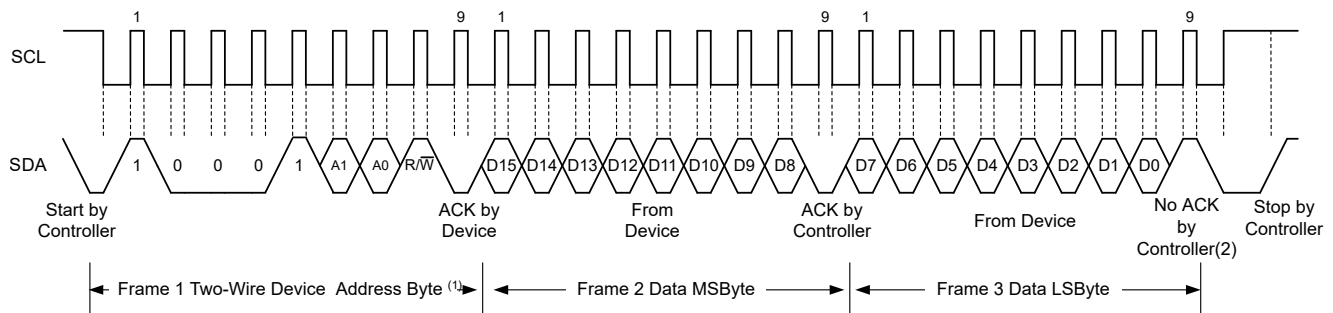 1 9 1 9 1 9
SCL
SDA
1 0 0 0 1 A1 A0 R/W̅ D15 D14 D13 D12 D11 D10 D9 D8 D7 D6 D5 D4 D3 D2 D1 D0
Start by
Controller
ACK by
Device
From
Device
ACK by
Controller
From Device
No ACK
by
Controller(2)
Stop by
Controller
Frame 1 Two-Wire Device Address Byte (1)
Frame 2 Data MSByte
Frame 3 Data LSByte